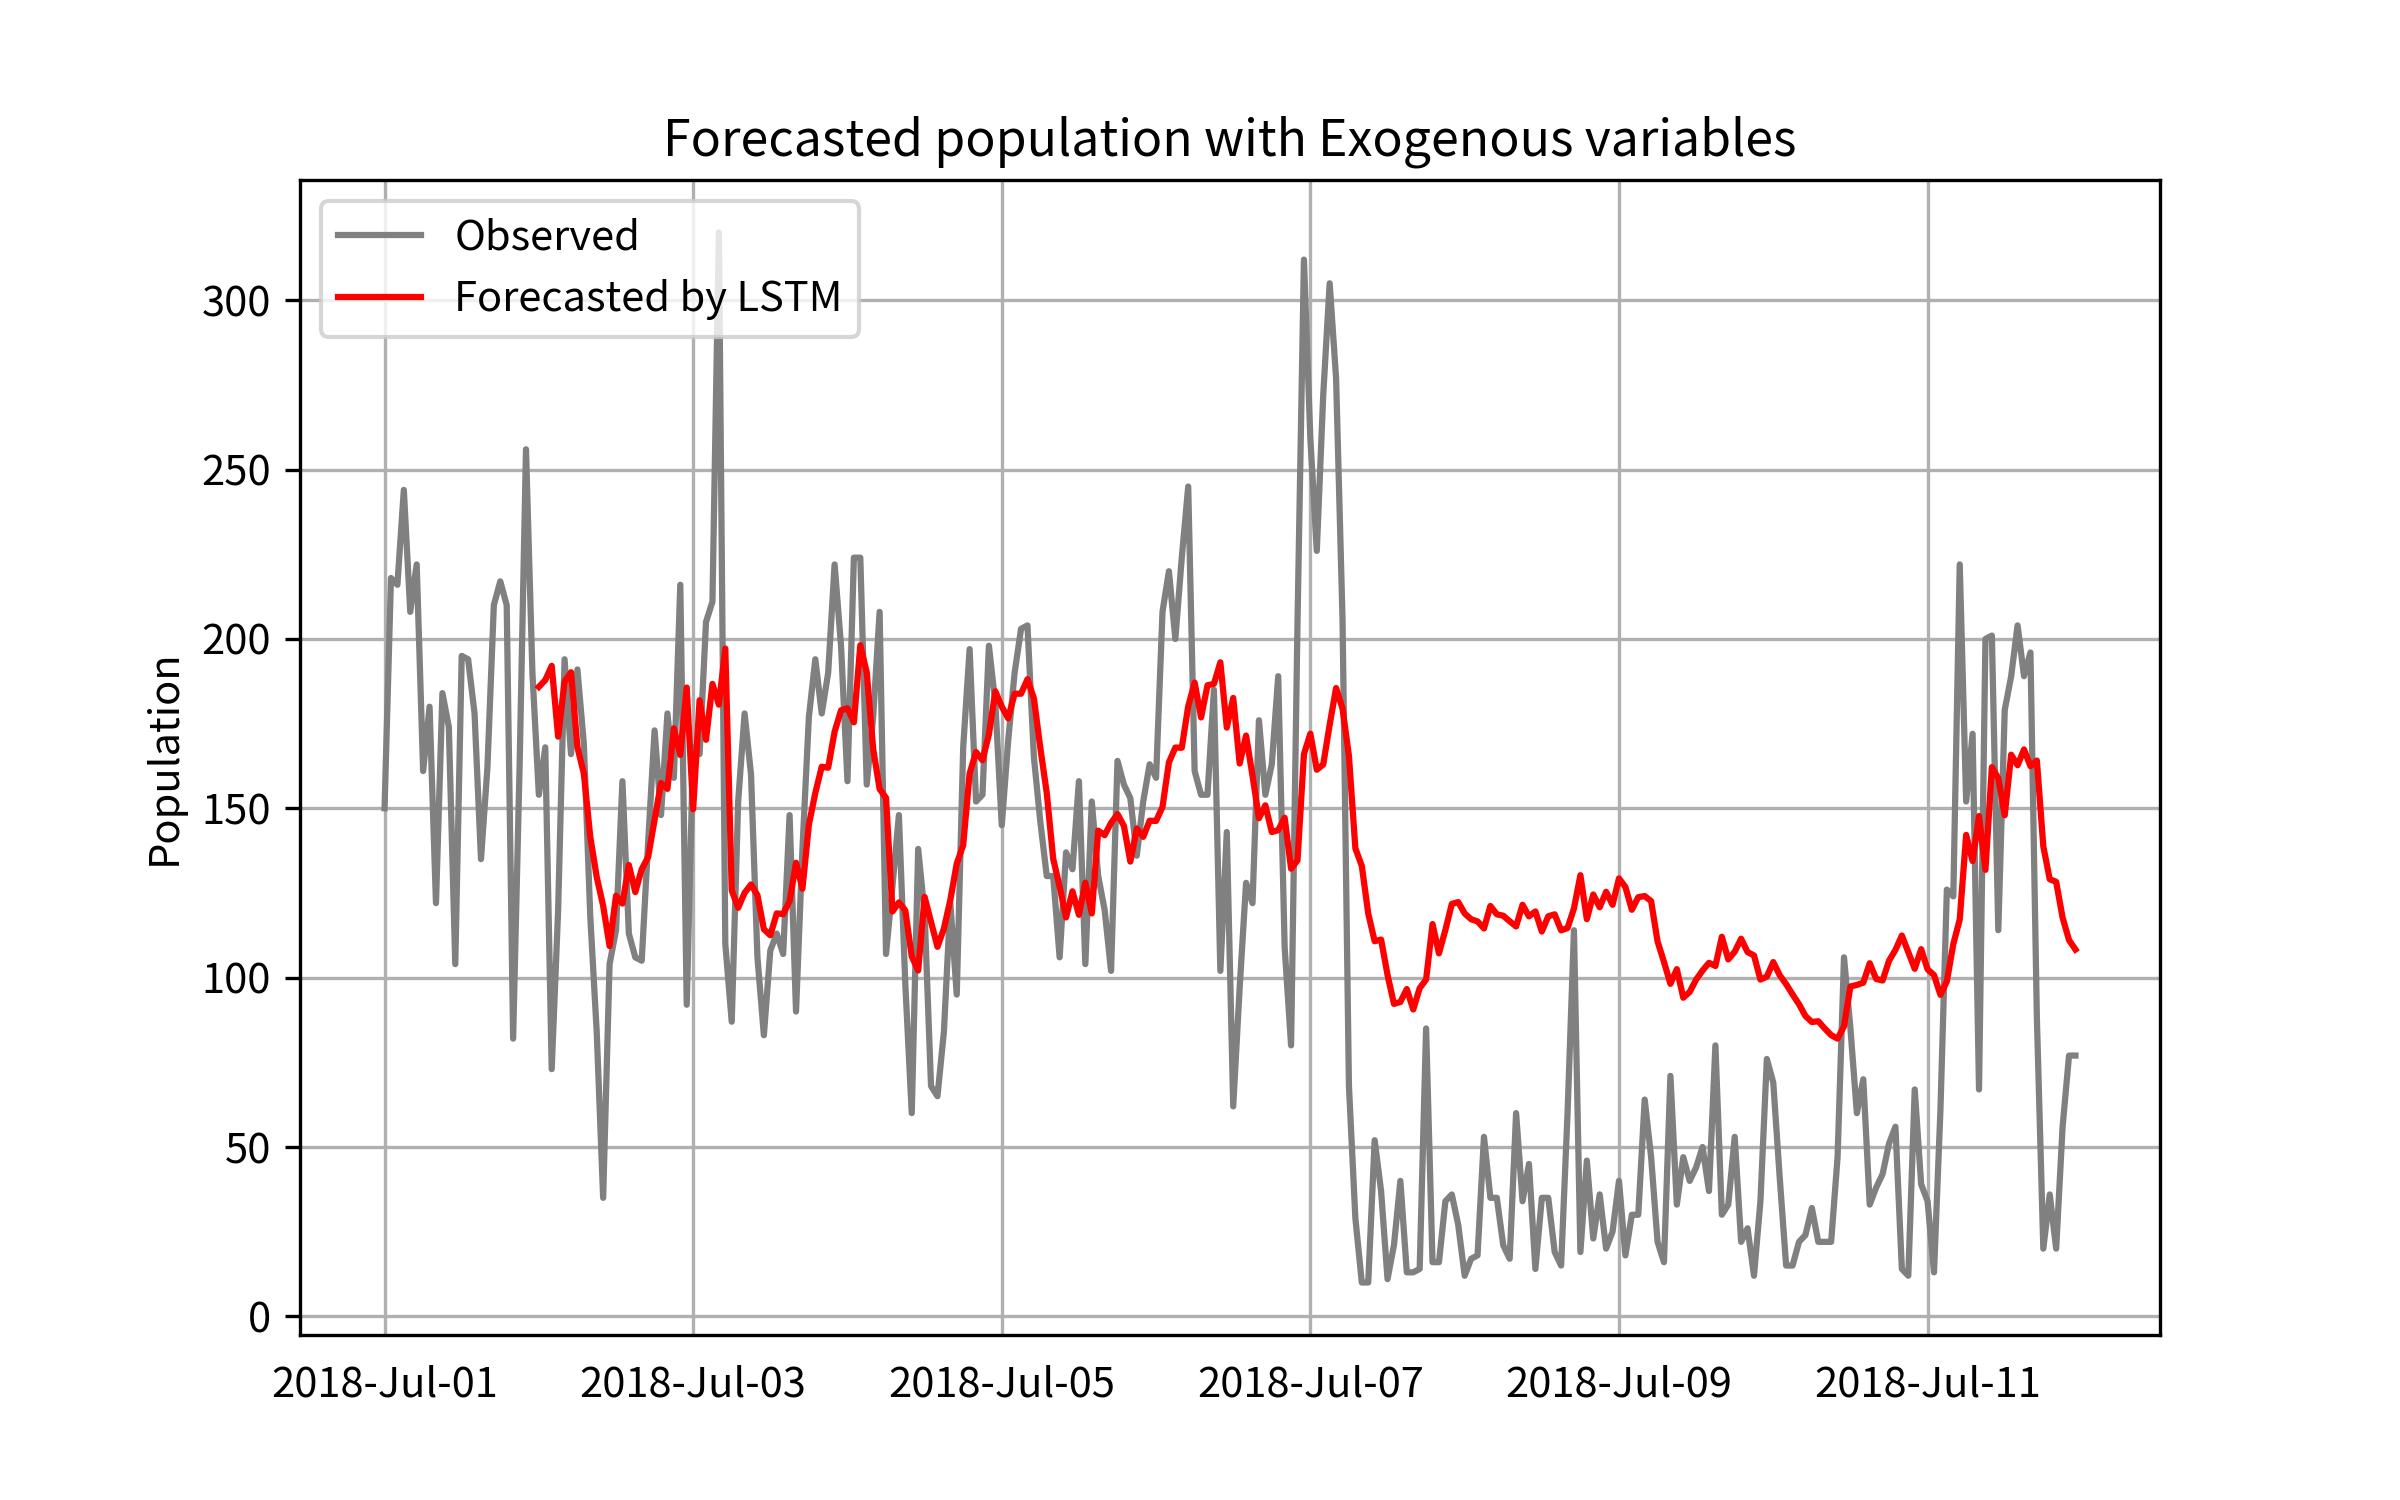 Forecasted population with Exogenous variables
Observed
Forecasted by LSTM
Population
300
250
200
150
100
50
0
2018-Jul-01 2018-Jul-03 2018-Jul-05 2018-Jul-07 2018-Jul-09 2018-Jul-11